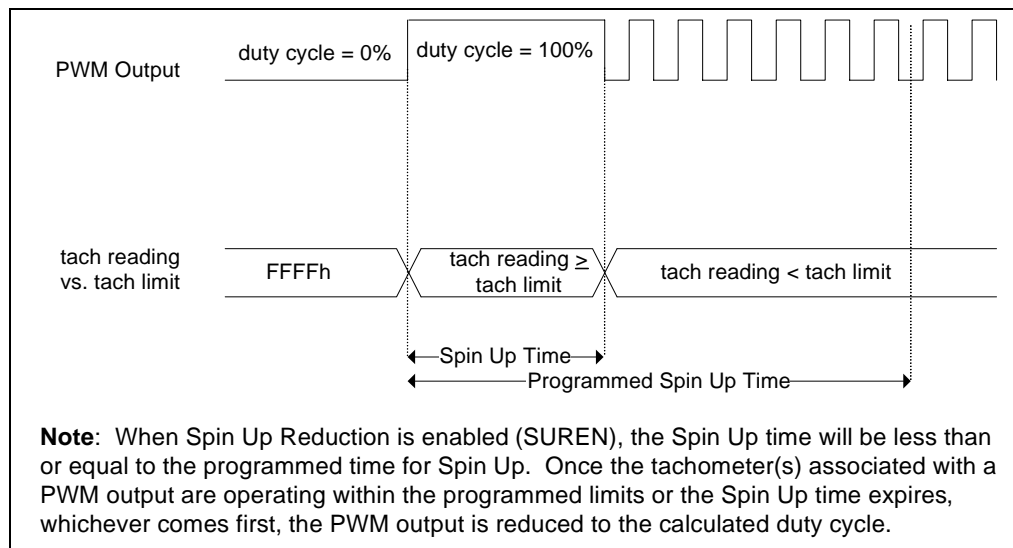 duty cycle = 0%
duty cycle = 100%
PWM Output
tach reading
vs. tach limit
FFFFh
tach reading ≥
tach limit
tach reading < tach limit
Spin Up Time
Programmed Spin Up Time
Note: When Spin Up Reduction is enabled (SUREN), the Spin Up time will be less than
or equal to the programmed time for Spin Up. Once the tachometer(s) associated with a
PWM output are operating within the programmed limits or the Spin Up time expires,
whichever comes first, the PWM output is reduced to the calculated duty cycle.